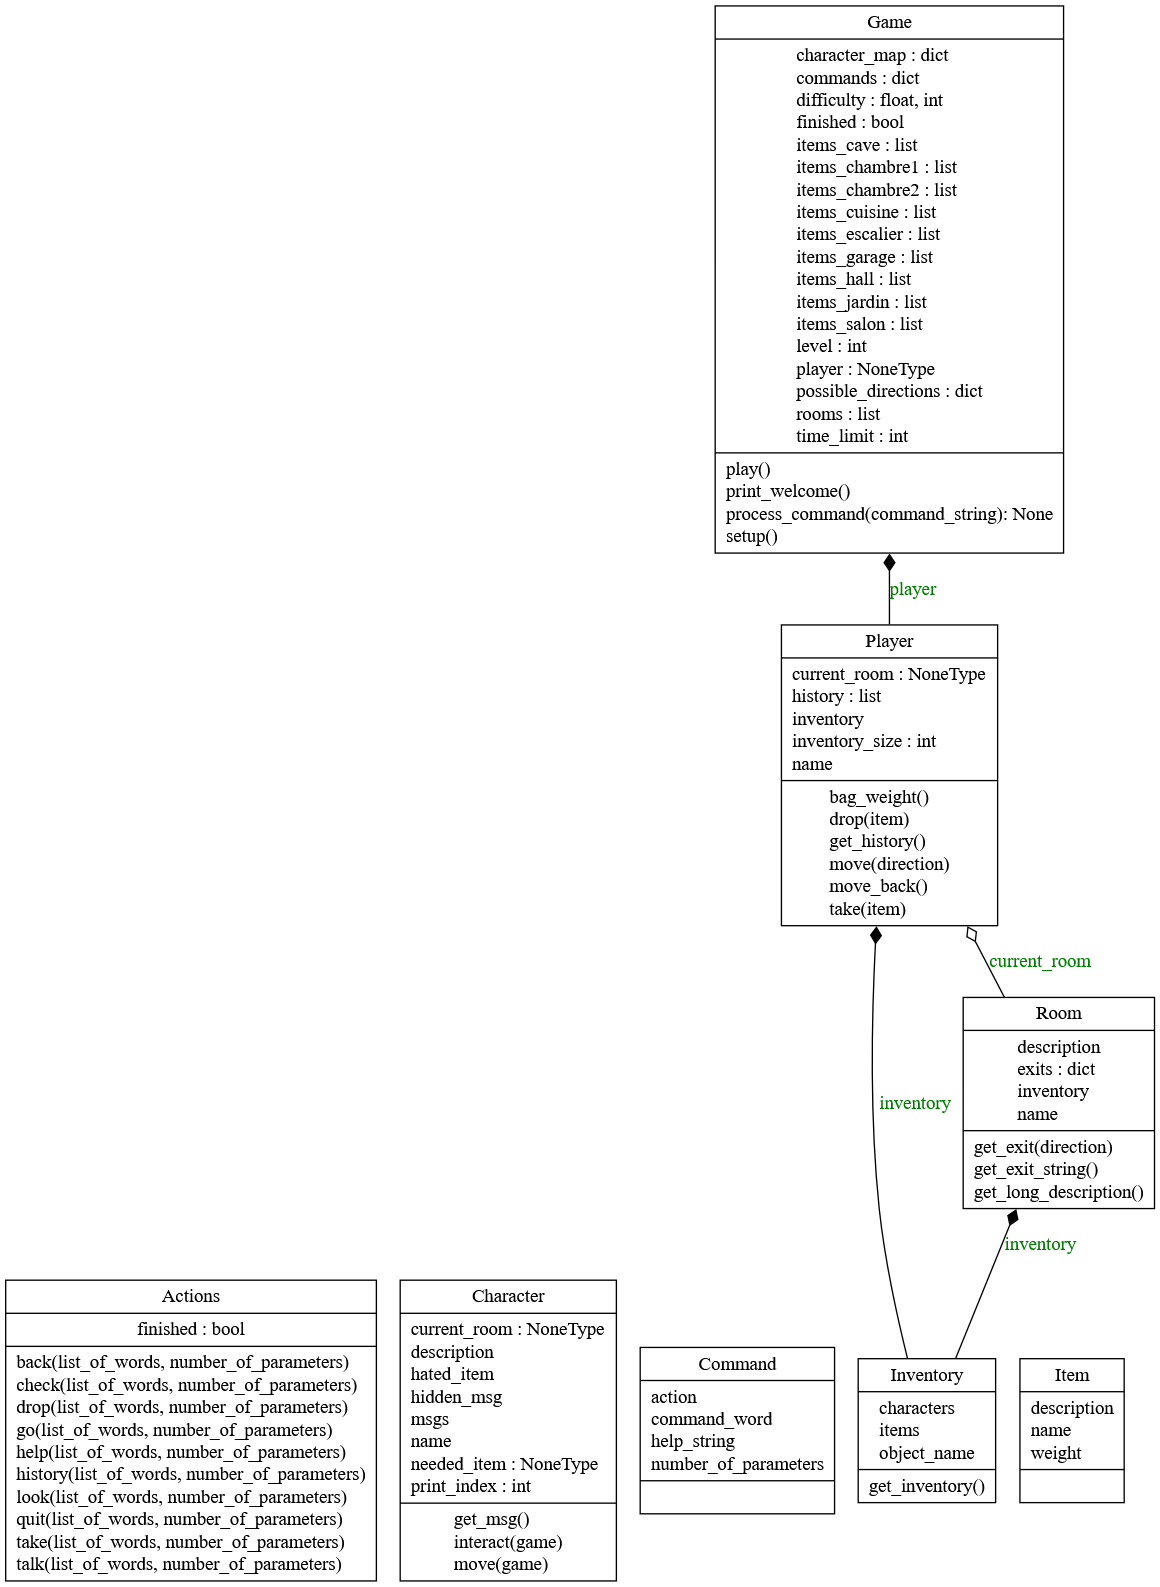 Game
character_map : dict
commands : dict
difficulty : float, int
finished : bool
items_cave : list
items_chambre1 : list
items_chambre2 : list
items_cuisine : list
items_escalier : list
items_garage : list
items_hall : list
items_jardin : list
items_salon : list
level : int
player : NoneType
possible_directions : dict
rooms : list
time_limit : int
play()
print_welcome()
process_command(command_string): None
setup()
player
Player
current_room : NoneType
history : list
inventory
inventory_size : int
name
bag_weight()
drop(item)
get_history()
move(direction)
move_back()
take(item)
current_room
inventory
Room
description
exits : dict
inventory
name
get_exit(direction)
get_exit_string()
get_long_description()
inventory
Actions
finished : bool
back(list_of_words, number_of_parameters)
check(list_of_words, number_of_parameters)
drop(list_of_words, number_of_parameters)
go(list_of_words, number_of_parameters)
help(list_of_words, number_of_parameters)
history(list_of_words, number_of_parameters)
look(list_of_words, number_of_parameters)
quit(list_of_words, number_of_parameters)
take(list_of_words, number_of_parameters)
talk(list_of_words, number_of_parameters)
Character
current_room : NoneType
description
hated_item
hidden_msg
msgs
name
needed_item : NoneType
print_index : int
get_msg()
interact(game)
move(game)
Command
action
command_word
help_string
number_of_parameters
Inventory
characters
items
object_name
get_inventory()
Item
description
name
weight